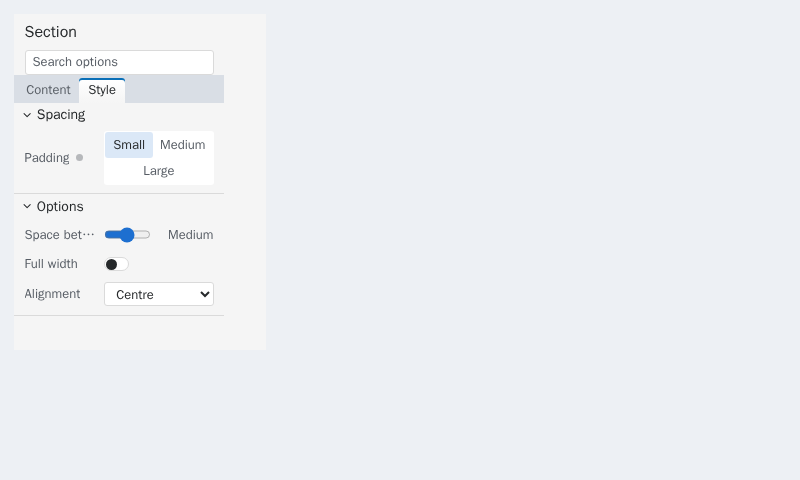 Section
Search options
Content Style
Spacing
Padding Small Medium
Large
Options
Space bet··· Medium
Full width
Alignment Centre